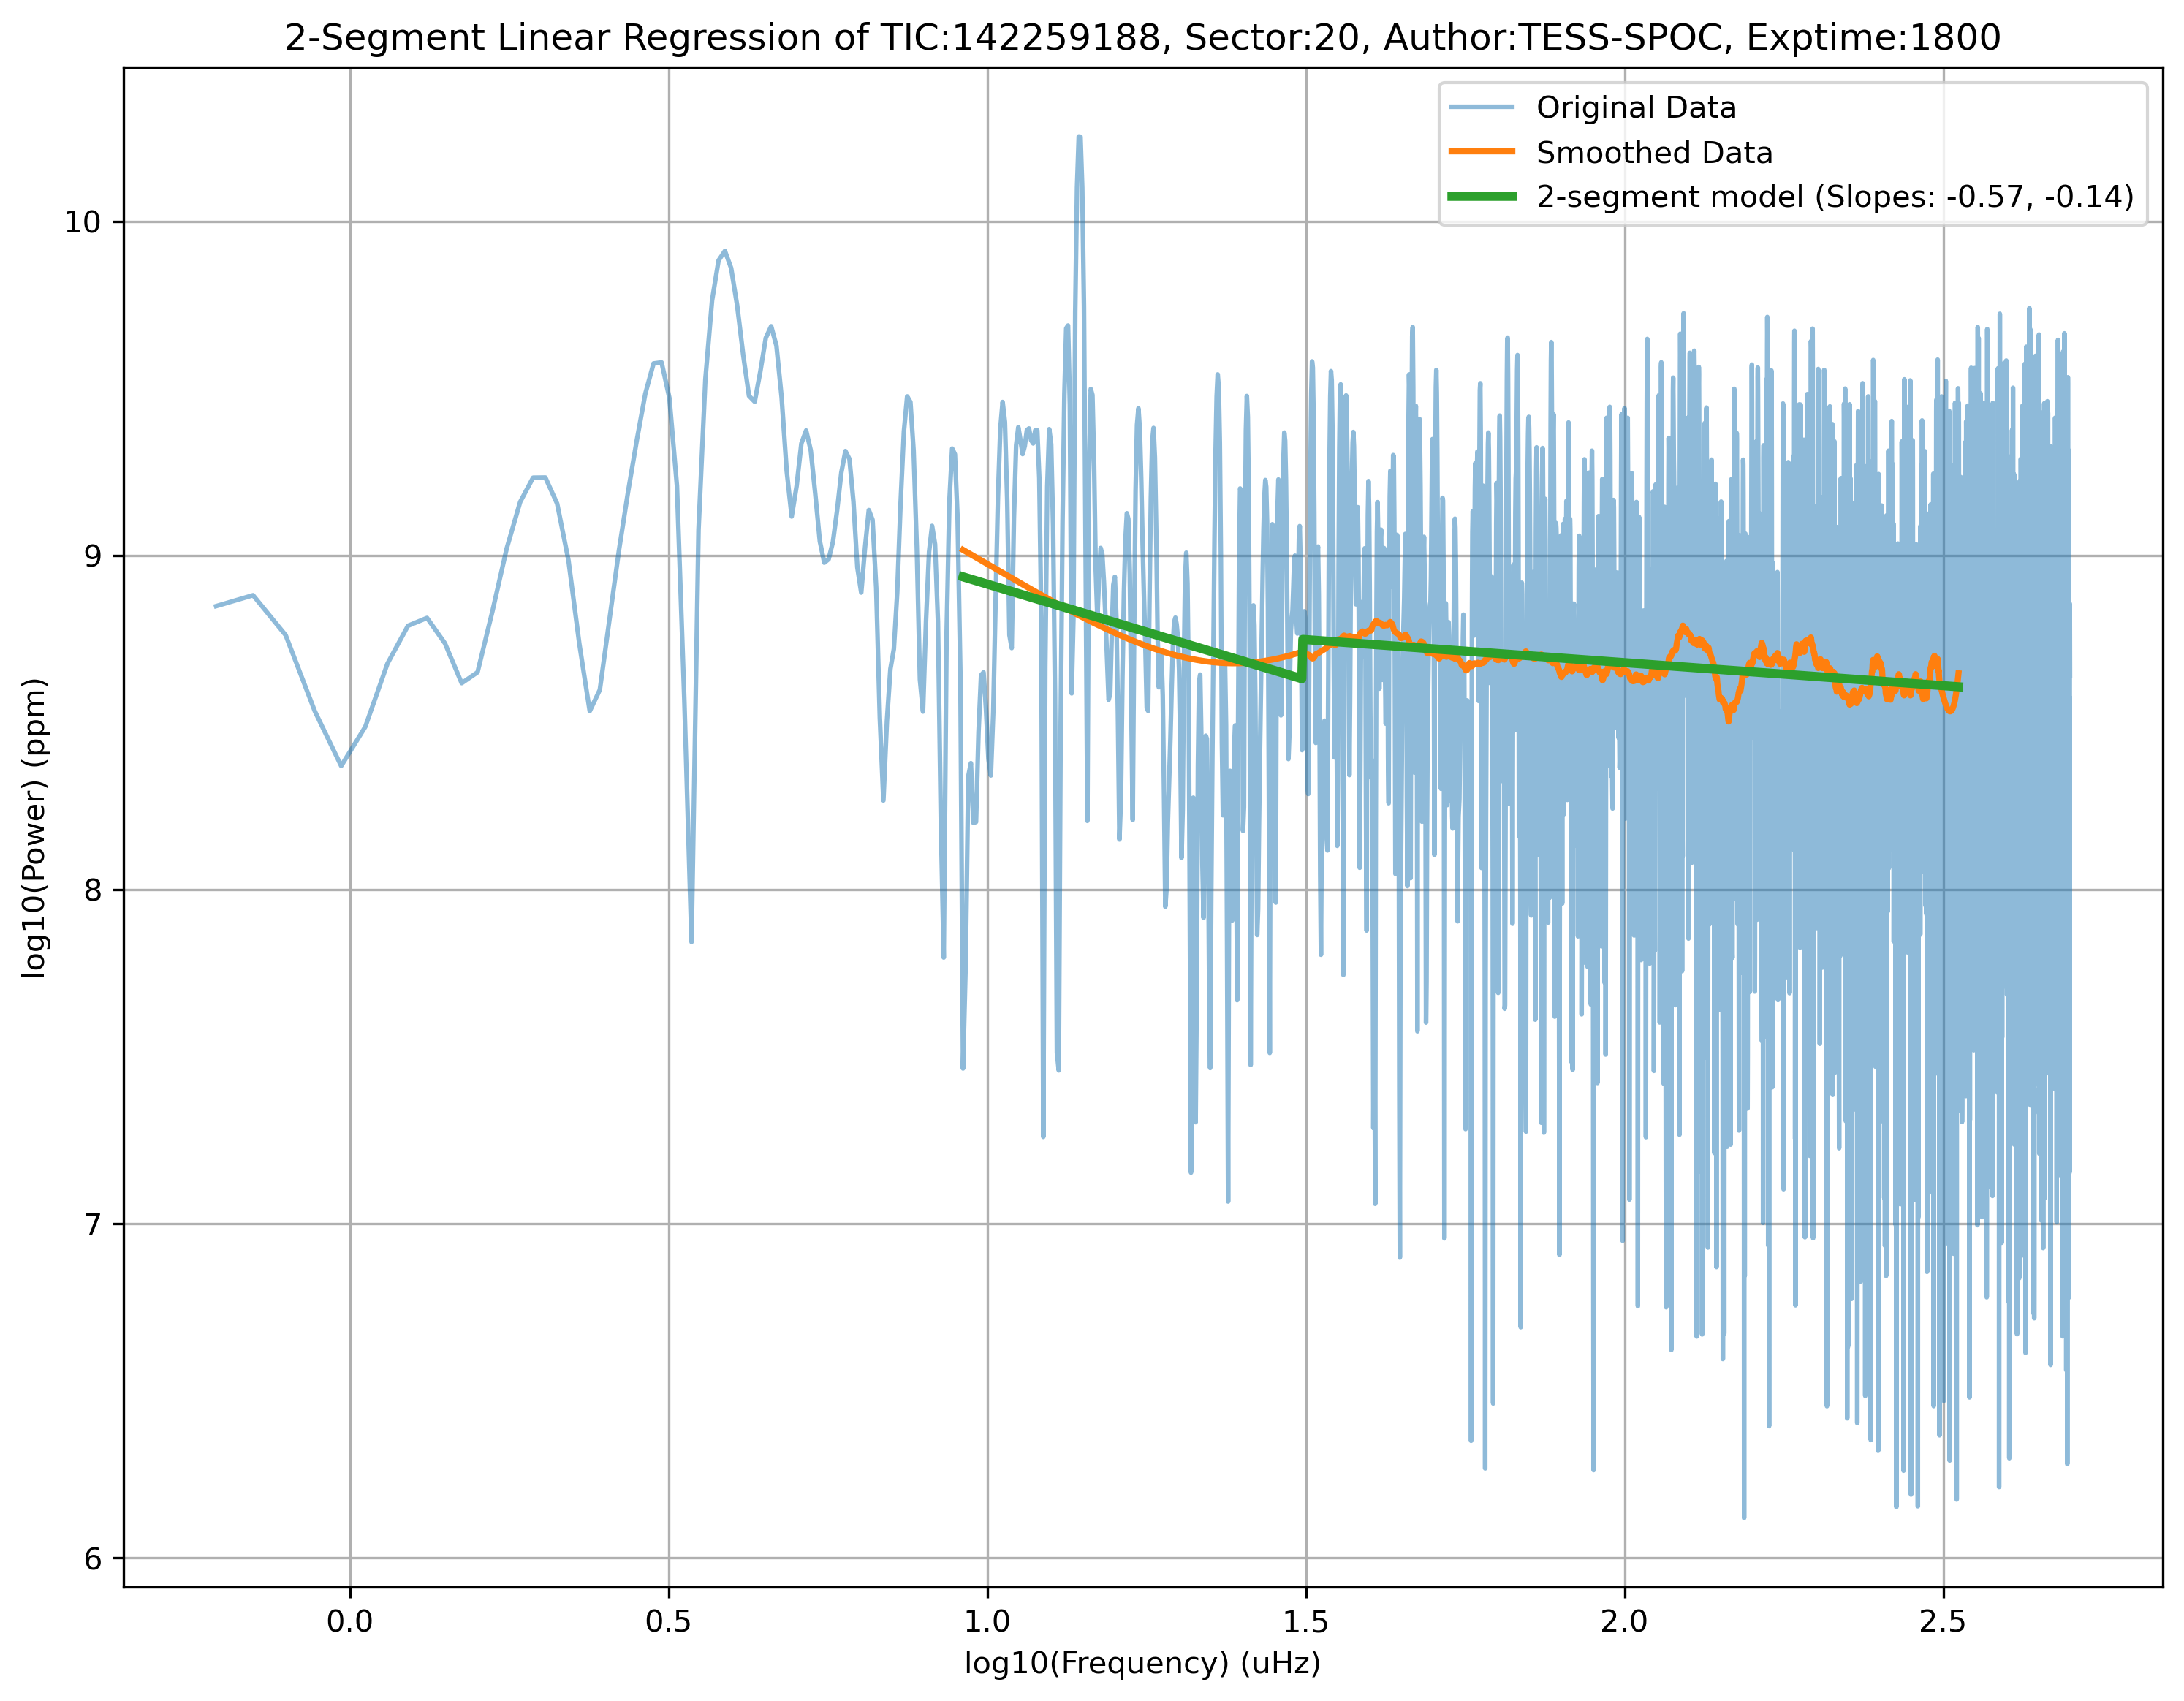 2-Segment Linear Regression of TIC:142259188, Sector:20, Author:TESS-SPOC, Exptime:1800
Original Data
Smoothed Data
2-segment model (Slopes: -0.57, -0.14)
10
9
8
7
6
log10(Power) (ppm)
0.0 0.5 1.0 1.5 2.0 2.5
log10(Frequency) (uHz)